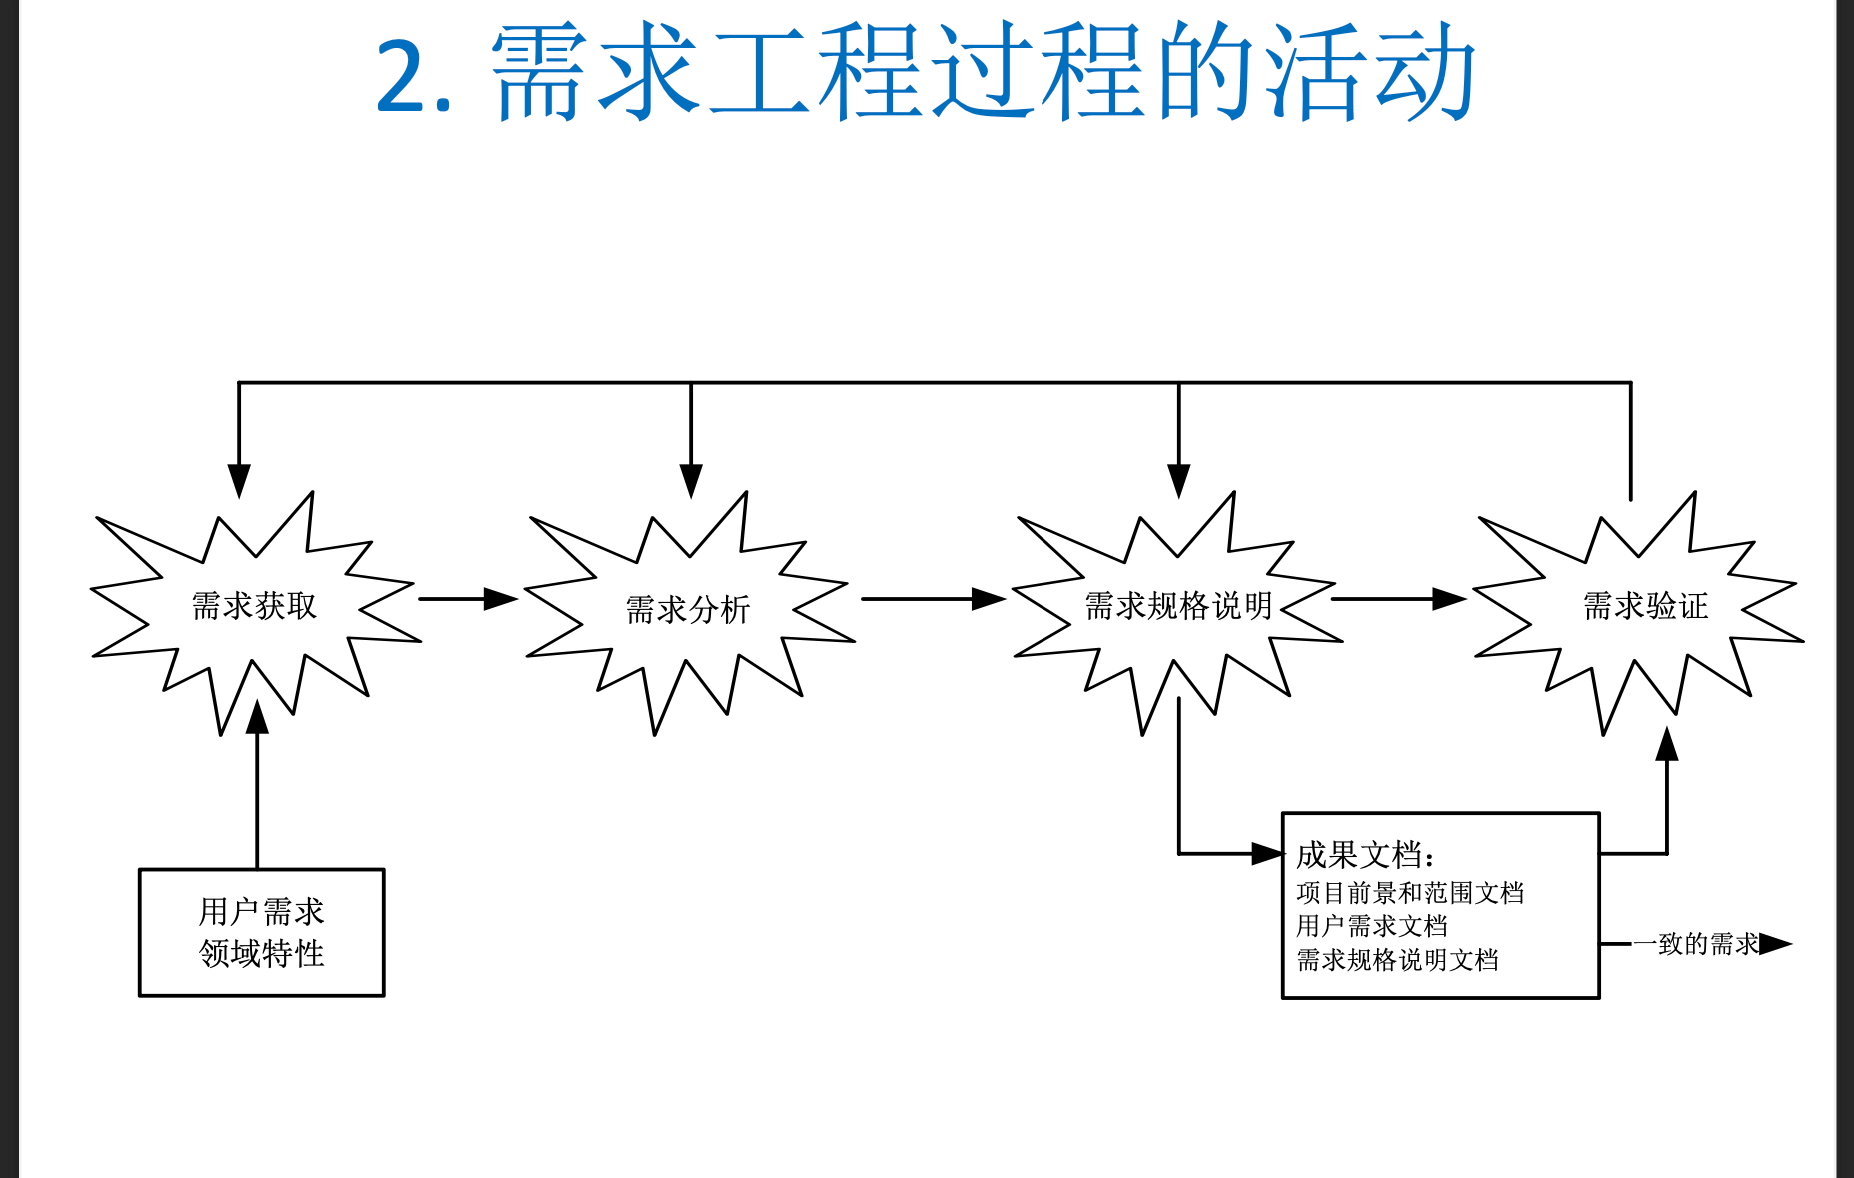 2. 需求工程过程的活动
需求获取
需求分析
需求规格说明
需求验证
用户需求
领域特性
成果文档：
项目前景和范围文档
用户需求文档
需求规格说明文档
一致的需求